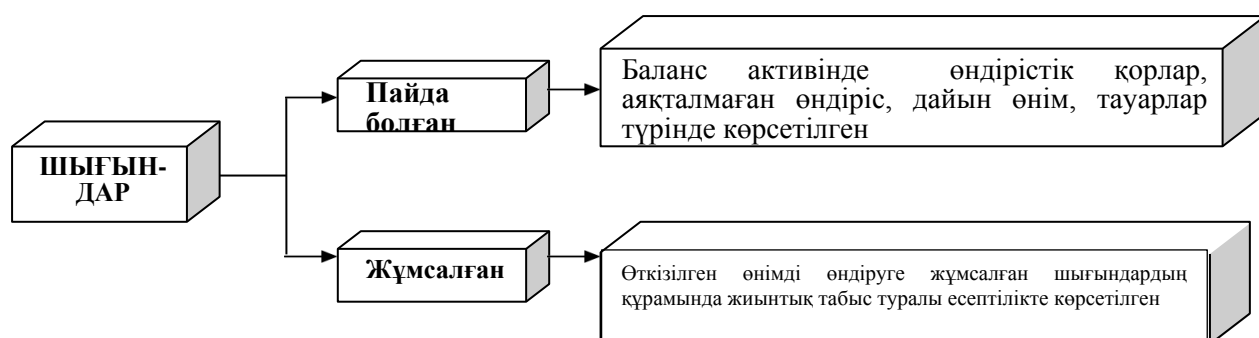 ШЫҒЫН-
ДАР
Пайда
болған
Баланс активінде өндірістік қорлар,
аяқталмаған өндіріс, дайын өнім, тауарлар
түрінде көрсетілген
Жұмсалған
Өткізілген өнімді өндіруге жұмсалған шығындардың
құрамында жиынтық табыс туралы есептілікте көрсетілген